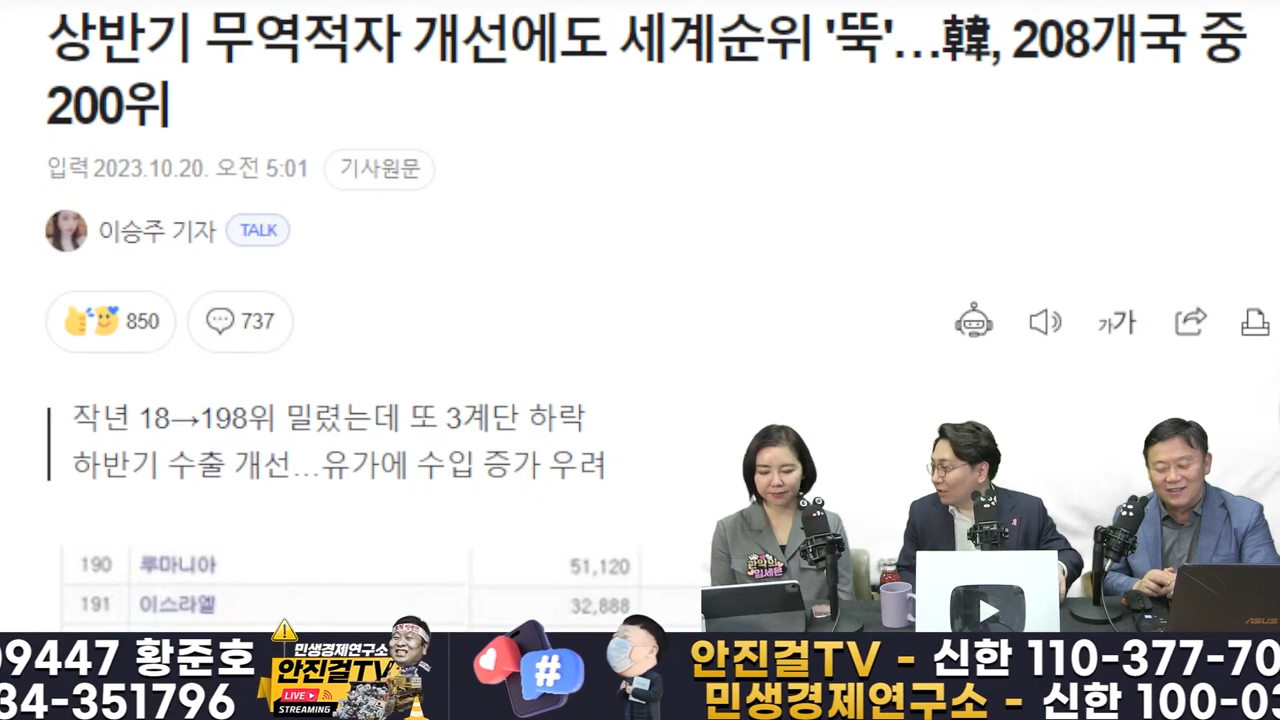 상반기 무역적자 개선에도 세계순위 '뚝'…韓, 208개국 중
200위
입력 2023.10.20. 오전 5:01 기사원문
이승주 기자 TALK
850 737
가가
작년 18→198위 밀렸는데 또 3계단 하락
하반기 수출 개선…유가에 수입 증가 우려
190 루마니아 51,120
191 이스라엘 32,888
관악의
임세은
ASUS
09447 황준호
34-351796
민생경제연구소
안진걸TV
LIVE
STREAMING
#
안진걸TV - 신한 110-377-70
민생경제연구소 - 신한 100-03